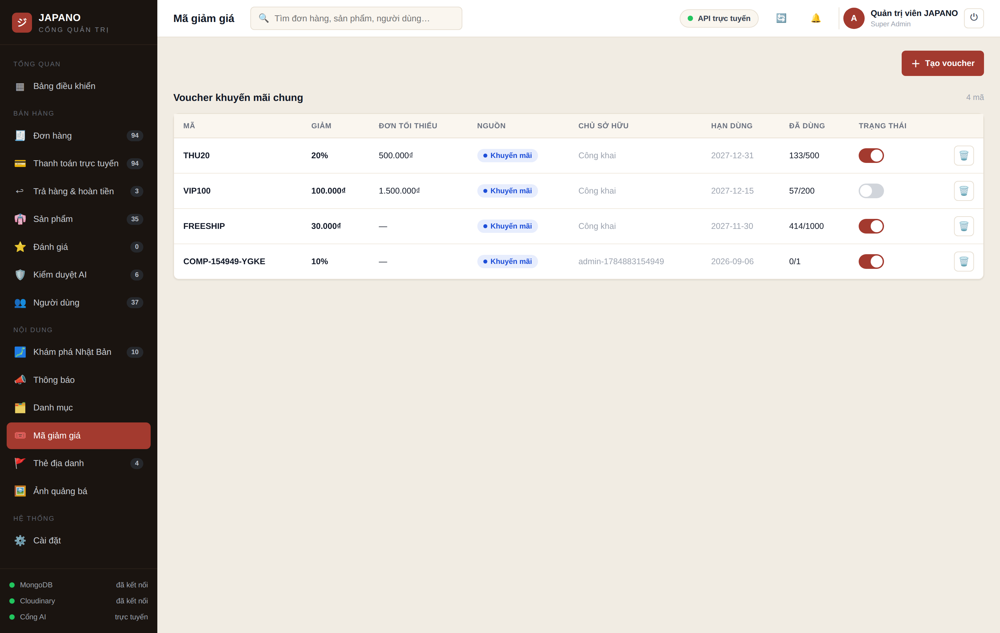 ジ
JAPANO
CỔNG QUẢN TRỊ
TỔNG QUAN
Bảng điều khiển
BÁN HÀNG
Đơn hàng 94
Thanh toán trực tuyến 94
Trả hàng & hoàn tiền 3
Sản phẩm 35
Đánh giá 0
Kiểm duyệt AI 6
Người dùng 37
NỘI DUNG
Khám phá Nhật Bản 10
Thông báo
Danh mục
Mã giảm giá
Thẻ địa danh 4
Ảnh quảng bá
HỆ THỐNG
Cài đặt
MongoDB đã kết nối
Cloudinary đã kết nối
Cổng AI trực tuyến
Mã giảm giá
Tìm đơn hàng, sản phẩm, người dùng…
API trực tuyến
A
Quản trị viên JAPANO
Super Admin
+ Tạo voucher
Voucher khuyến mãi chung
4 mã
MÃ GIẢM ĐƠN TỐI THIỂU NGUỒN CHỦ SỞ HỮU HẠN DÙNG ĐÃ DÙNG TRẠNG THÁI
THU20 20% 500.000₫ Khuyến mãi Công khai 2027-12-31 133/500
VIP100 100.000₫ 1.500.000₫ Khuyến mãi Công khai 2027-12-15 57/200
FREESHIP 30.000₫ — Khuyến mãi Công khai 2027-11-30 414/1000
COMP-154949-YGKE 10% — Khuyến mãi admin-1784883154949 2026-09-06 0/1